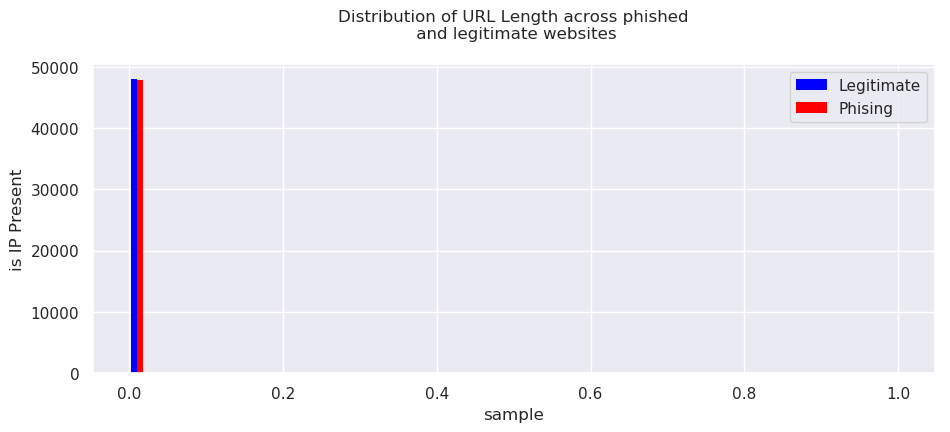 Distribution of URL Length across phished
and legitimate websites
50000
40000
30000
20000
10000
0
is IP Present
Legitimate
Phising
0.0 0.2 0.4 0.6 0.8 1.0
sample